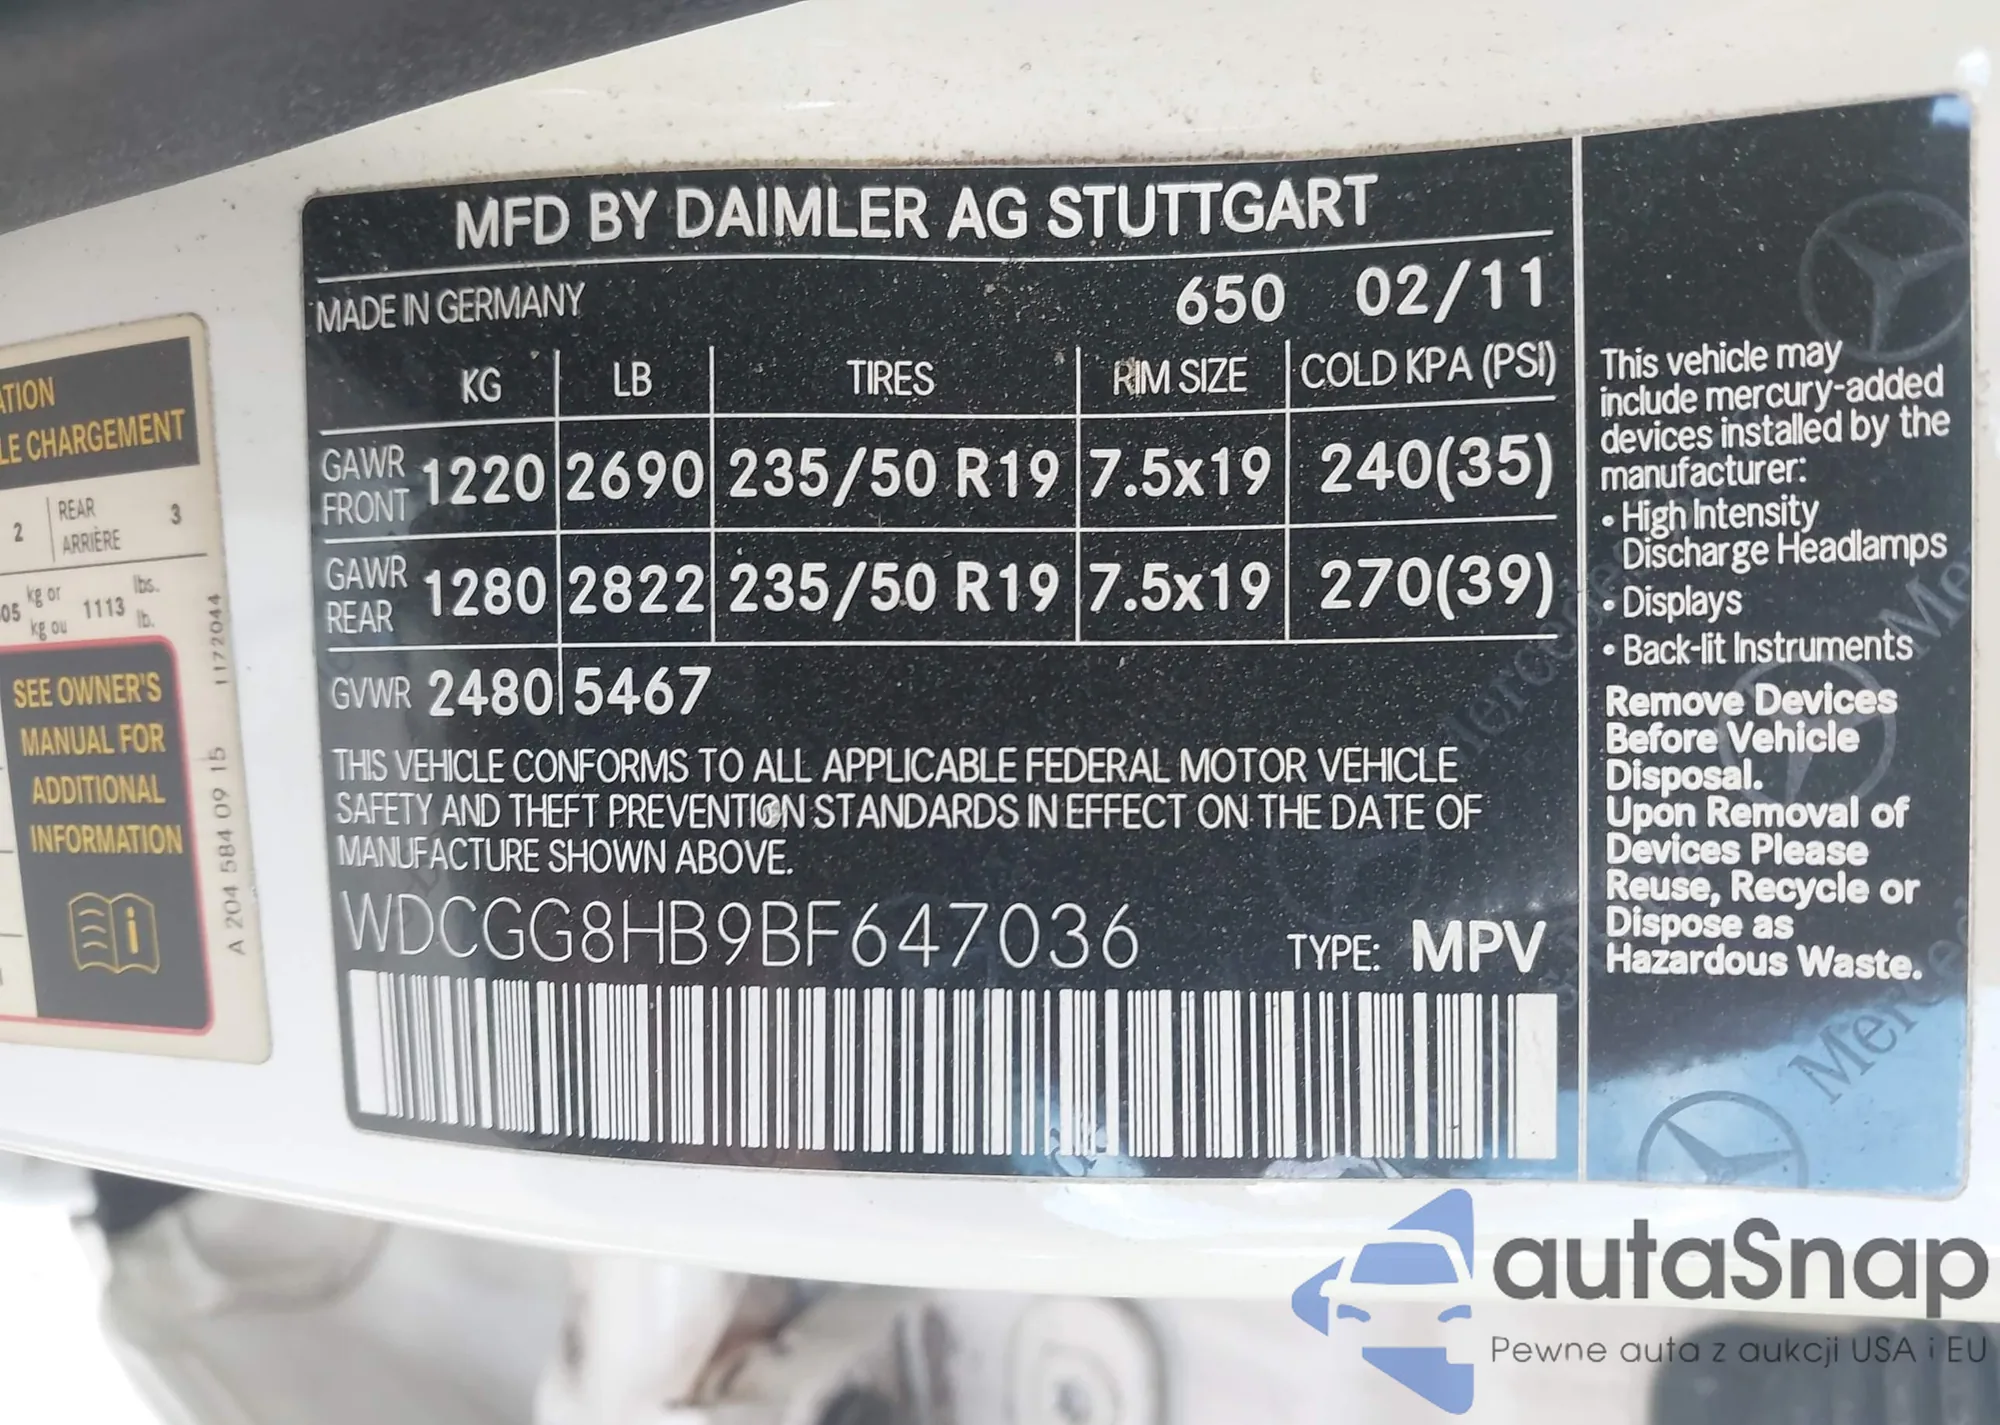 MFD BY DAIMLER AG STUTTGART
MADE IN GERMANY 650 02/11
KG LB TIRES RIM SIZE COLD KPA (PSI)
GAWR FRONT 1220 2690 235/50 R19 7.5x19 240(35)
GAWR REAR 1280 2822 235/50 R19 7.5x19 270(39)
GVWR 2480 5467
THIS VEHICLE CONFORMS TO ALL APPLICABLE FEDERAL MOTOR VEHICLE
SAFETY AND THEFT PREVENTION STANDARDS IN EFFECT ON THE DATE OF
MANUFACTURE SHOWN ABOVE.
WDCGG8HB9BF647036 TYPE: MPV
This vehicle may
include mercury-added
devices installed by the
manufacturer:
• High Intensity
Discharge Headlamps
• Displays
• Back-lit Instruments
Remove Devices
Before Vehicle
Disposal.
Upon Removal of
Devices Please
Reuse, Recycle or
Dispose as
Hazardous Waste.
CHARGEMENT
2 REAR 3
ARRIÈRE
kg or 1113 lbs.
kg ou lb.
SEE OWNER'S
MANUAL FOR
ADDITIONAL
INFORMATION
A 204 584 09 15 1172044
autaSnap
Pewne auta z aukcji USA i EU